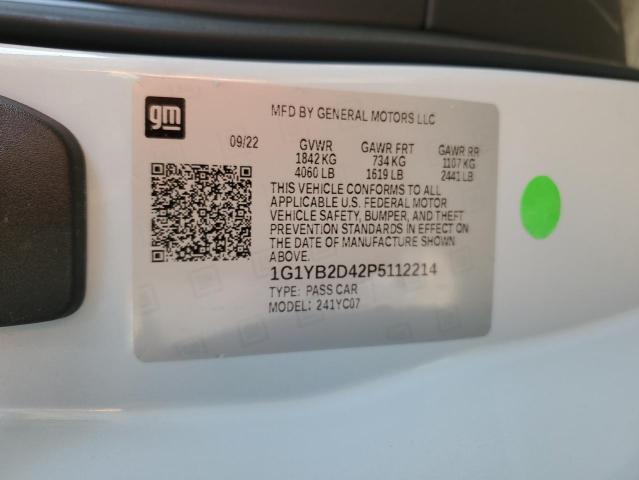 gm
MFD BY GENERAL MOTORS LLC
09/22 GVWR GAWR FRT GAWR RR
1842 KG 734 KG 1107 KG
4060 LB 1619 LB 2441 LB
THIS VEHICLE CONFORMS TO ALL
APPLICABLE U.S. FEDERAL MOTOR
VEHICLE SAFETY, BUMPER, AND THEFT
PREVENTION STANDARDS IN EFFECT ON
THE DATE OF MANUFACTURE SHOWN
ABOVE.
1G1YB2D42P5112214
TYPE: PASS CAR
MODEL: 241YC07